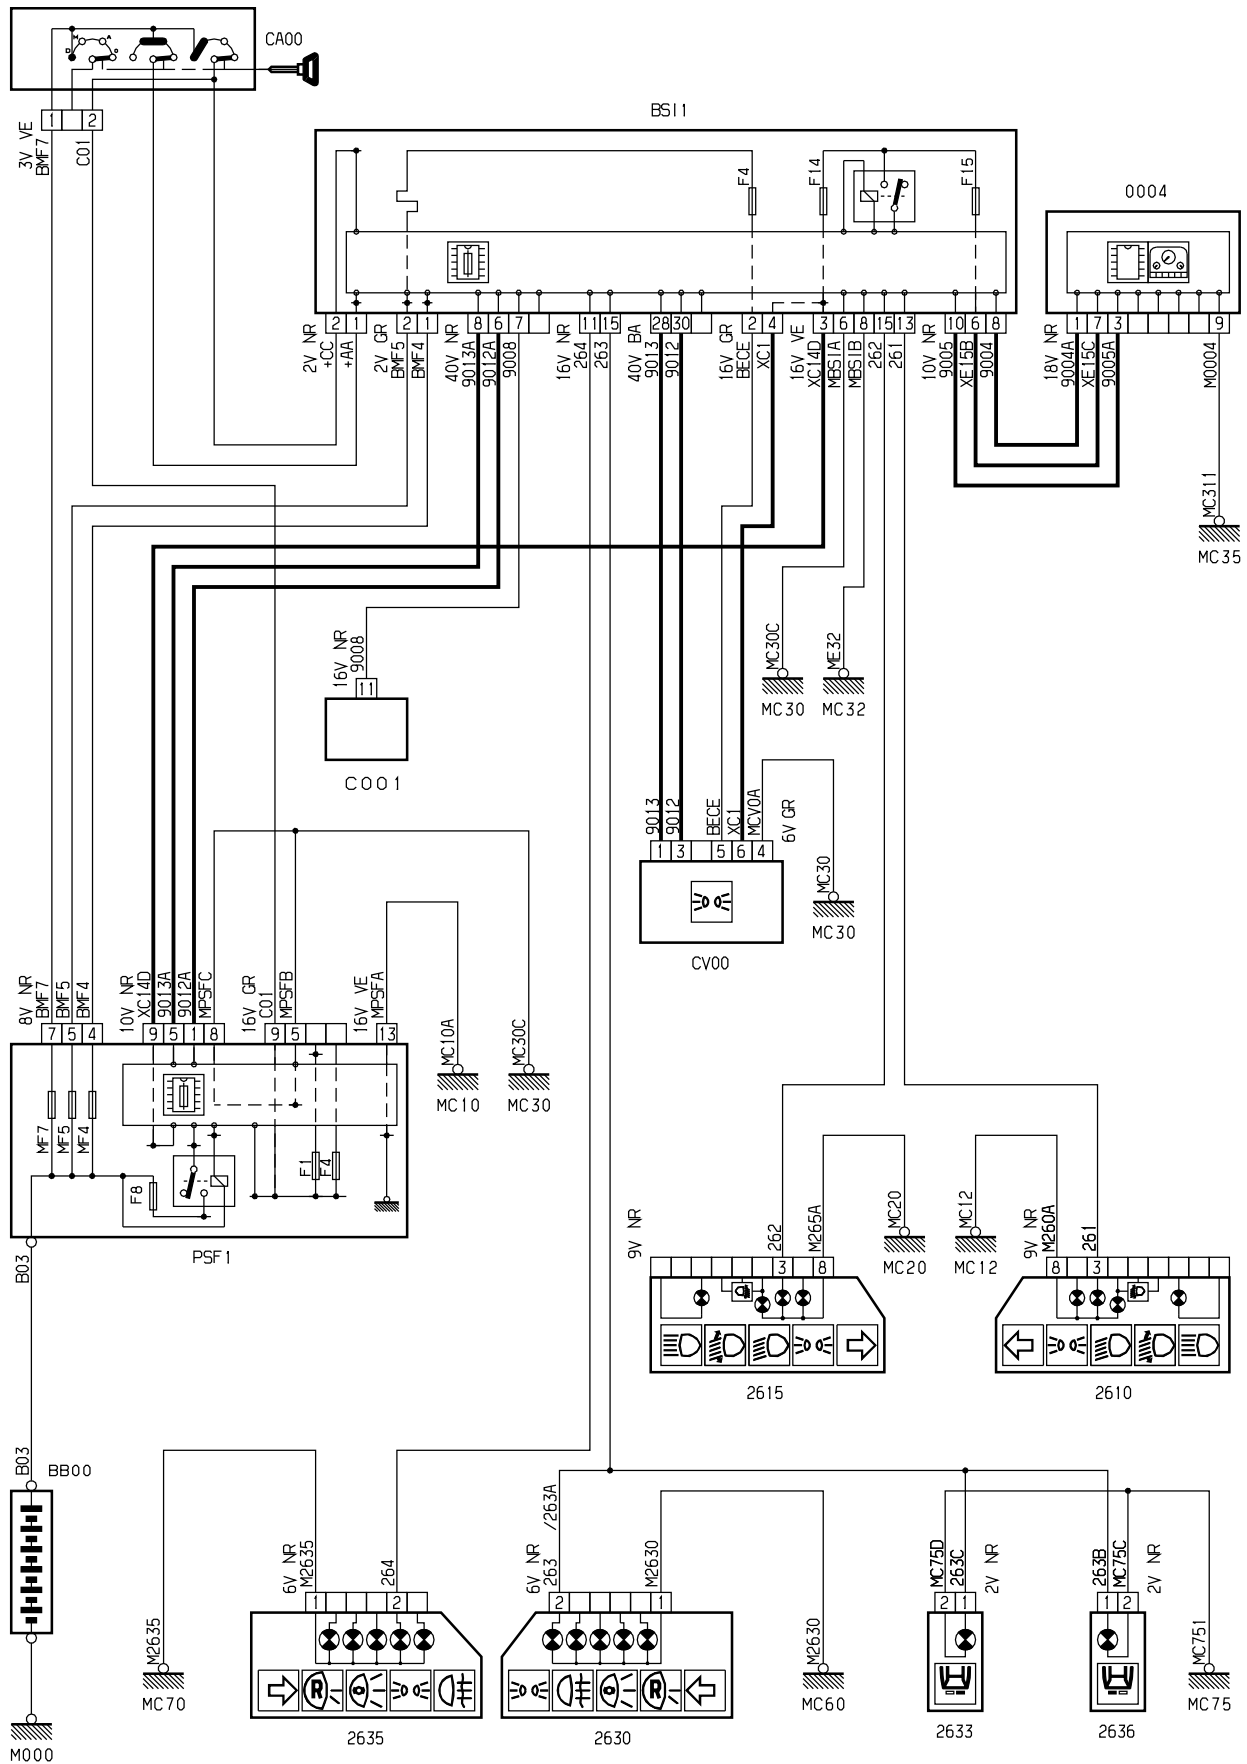 M
A
D
CA00
1
2
3V VE
BMF7
C01
BSI1
F4
F14
F15
0004
2
1
2
1
8
6
7
11
15
28
30
2
4
3
6
8
15
13
10
6
8
1
7
3
9
2V NR
+CC
+AA
2V GR
BMF5
BMF4
40V NR
9013A
9012A
9008
16V NR
264
263
40V BA
9013
9012
16V GR
BECE
XC1
16V VE
XC14D
MBSIA
MBSIB
262
261
10V NR
9005
XE15B
9004
18V NR
9004A
XE15C
9005A
M0004
MC311
MC35
16V NR
9008
11
C001
MC30C
MC30
ME32
MC32
9013
9012
BECE
XC1
MCV0A
6V GR
1
3
5
6
4
CV00
MC30
MC30
8V NR
BMF7
BMF5
BMF4
10V NR
XC14D
9013A
9012A
MPSFC
16V GR
C01
MPSFB
16V VE
MPSFA
7
5
4
9
5
1
8
9
5
13
MC10A
MC10
MC30C
MC30
MF7
MF5
MF4
F8
F1
F4
PSF1
B03
9V NR
262
M265A
3
8
MC20
MC20
MC12
MC12
9V NR
M260A
261
8
3
2615
2610
B03
BB00
M000
M2635
MC70
6V NR
M2635
264
1
2
R
2635
6V NR
263
/263A
M2630
2
1
R
2630
M2630
MC60
MC75D
263C
2V NR
2
1
2633
263B
MC75C
2V NR
1
2
2636
MC751
MC75